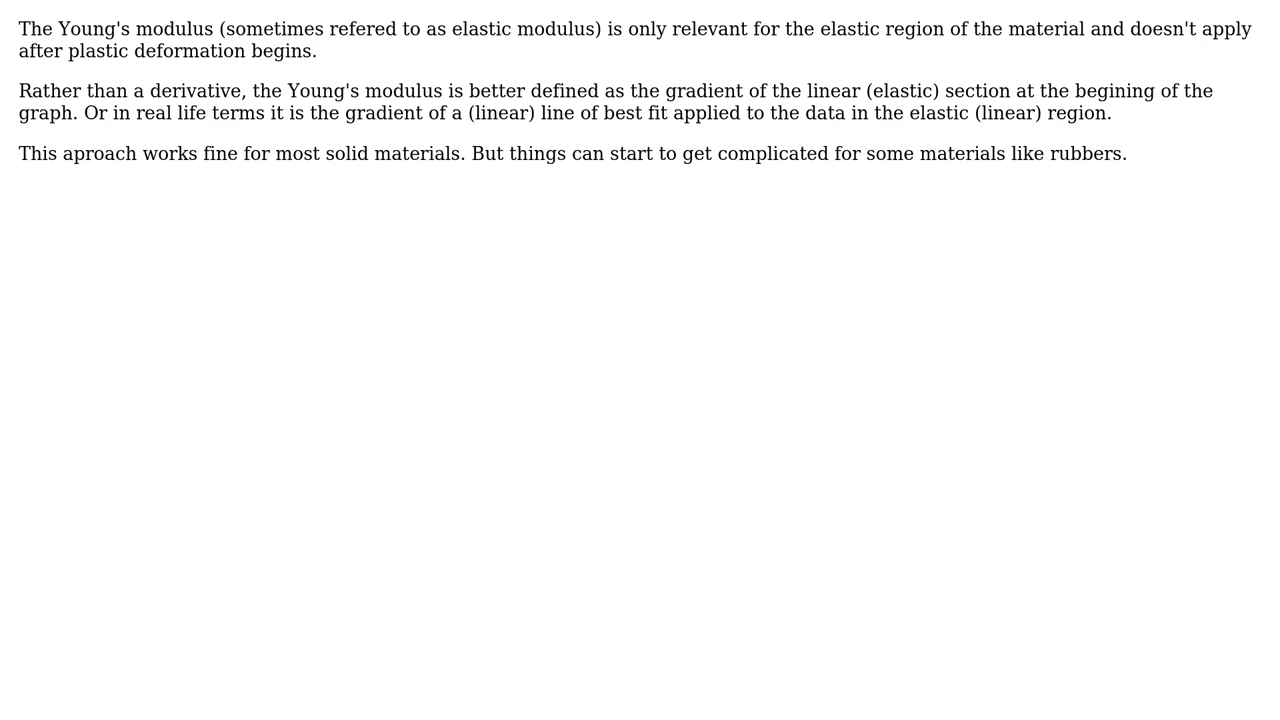 The Young's modulus (sometimes refered to as elastic modulus) is only relevant for the elastic region of the material and doesn't apply
after plastic deformation begins.
Rather than a derivative, the Young's modulus is better defined as the gradient of the linear (elastic) section at the begining of the
graph. Or in real life terms it is the gradient of a (linear) line of best fit applied to the data in the elastic (linear) region.
This aproach works fine for most solid materials. But things can start to get complicated for some materials like rubbers.